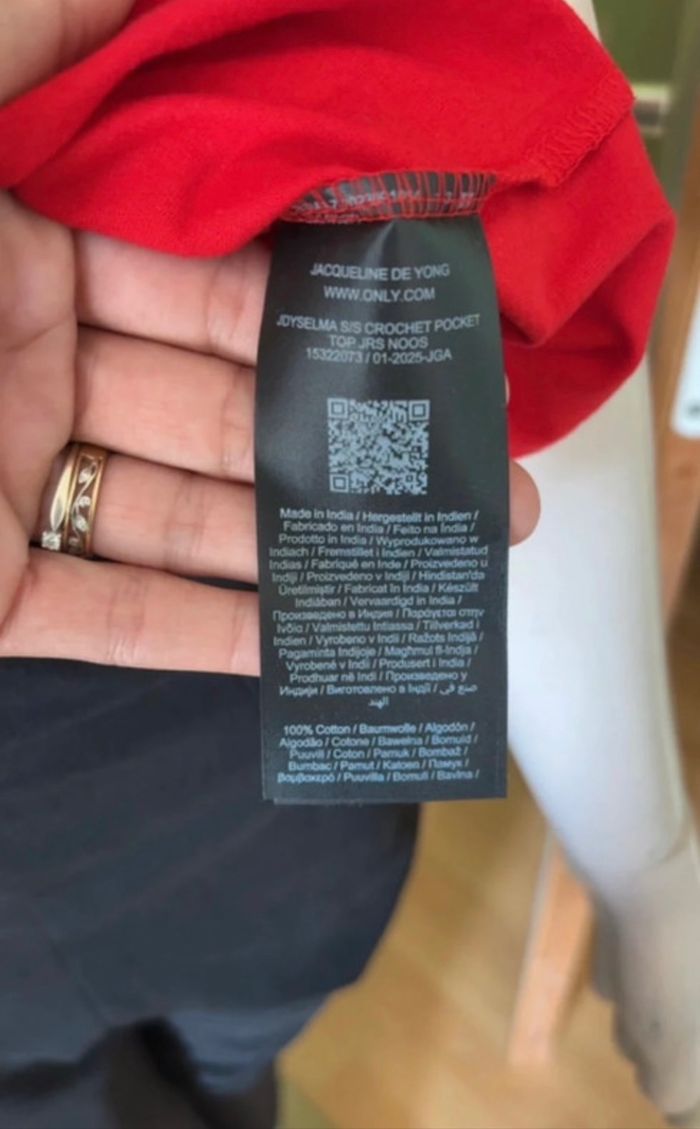 JACQUELINE DE YONG
WWW.ONLY.COM
JDYSELMA S/S CROCHET POCKET
TOP JRS NOOS
15322073 / 01-2025-JGA
Made in India / Hergestellt in Indien /
Fabricado en India / Feito na Índia /
Prodotto in India / Wyprodukowano w
Indiach / Fremstillet i Indien / Valmistatud
Indias / Fabriqué en Inde / Proizvedeno u
Indiji / Proizvedeno v Indiji / Hindistan'da
Üretilmiştir / Fabricat în India / Készült
Indiában / Vervaardigd in India /
Произведено в Индия / Παράγεται στην
Ινδία / Valmistettu Intiassa / Tillverkad i
Indien / Vyrobeno v Indii / Ražots Indijā /
Pagaminta Indijoje / Magħmul fl-Indja /
Vyrobené v Indii / Produsert i India /
Prodhuar në Indi / Произведено у
Индији / Виготовлено в Індії / صنع في
الهند
100% Cotton / Baumwolle / Algodón /
Algodão / Cotone / Bawełna / Bomuld /
Puuvill / Coton / Pamuk / Bombaž /
Bumbac / Pamut / Katoen / Памук /
βαμβακερό / Puuvilla / Bomull / Bavlna /